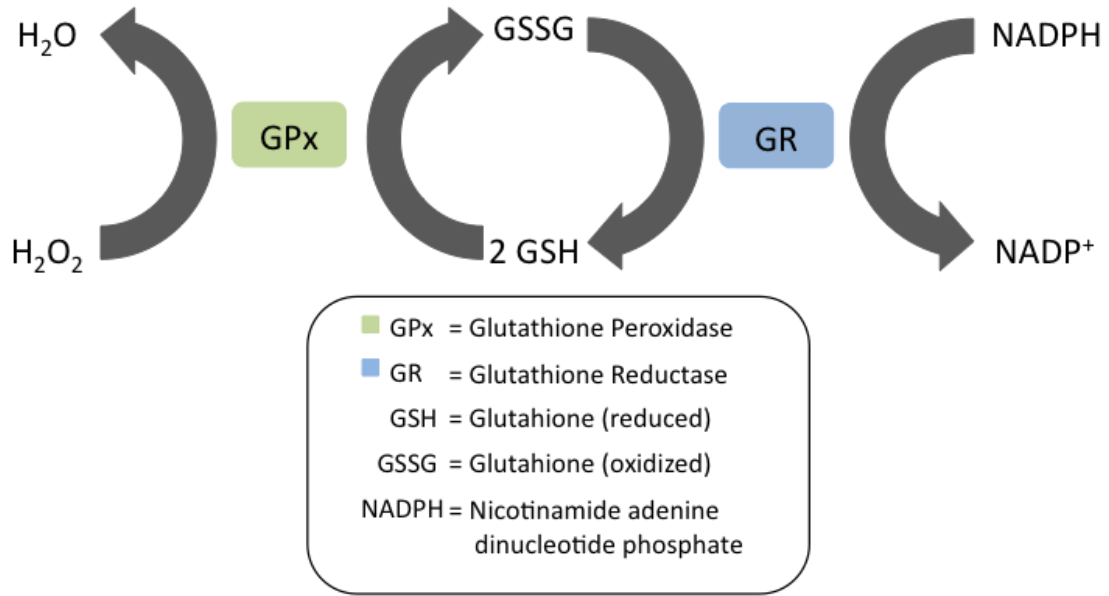 H₂O
GSSG
NADPH
GPx
GR
H₂O₂
2 GSH
NADP⁺
GPx = Glutathione Peroxidase
GR = Glutathione Reductase
GSH = Glutahione (reduced)
GSSG = Glutathione (oxidized)
NADPH = Nicotinamide adenine
dinucleotide phosphate